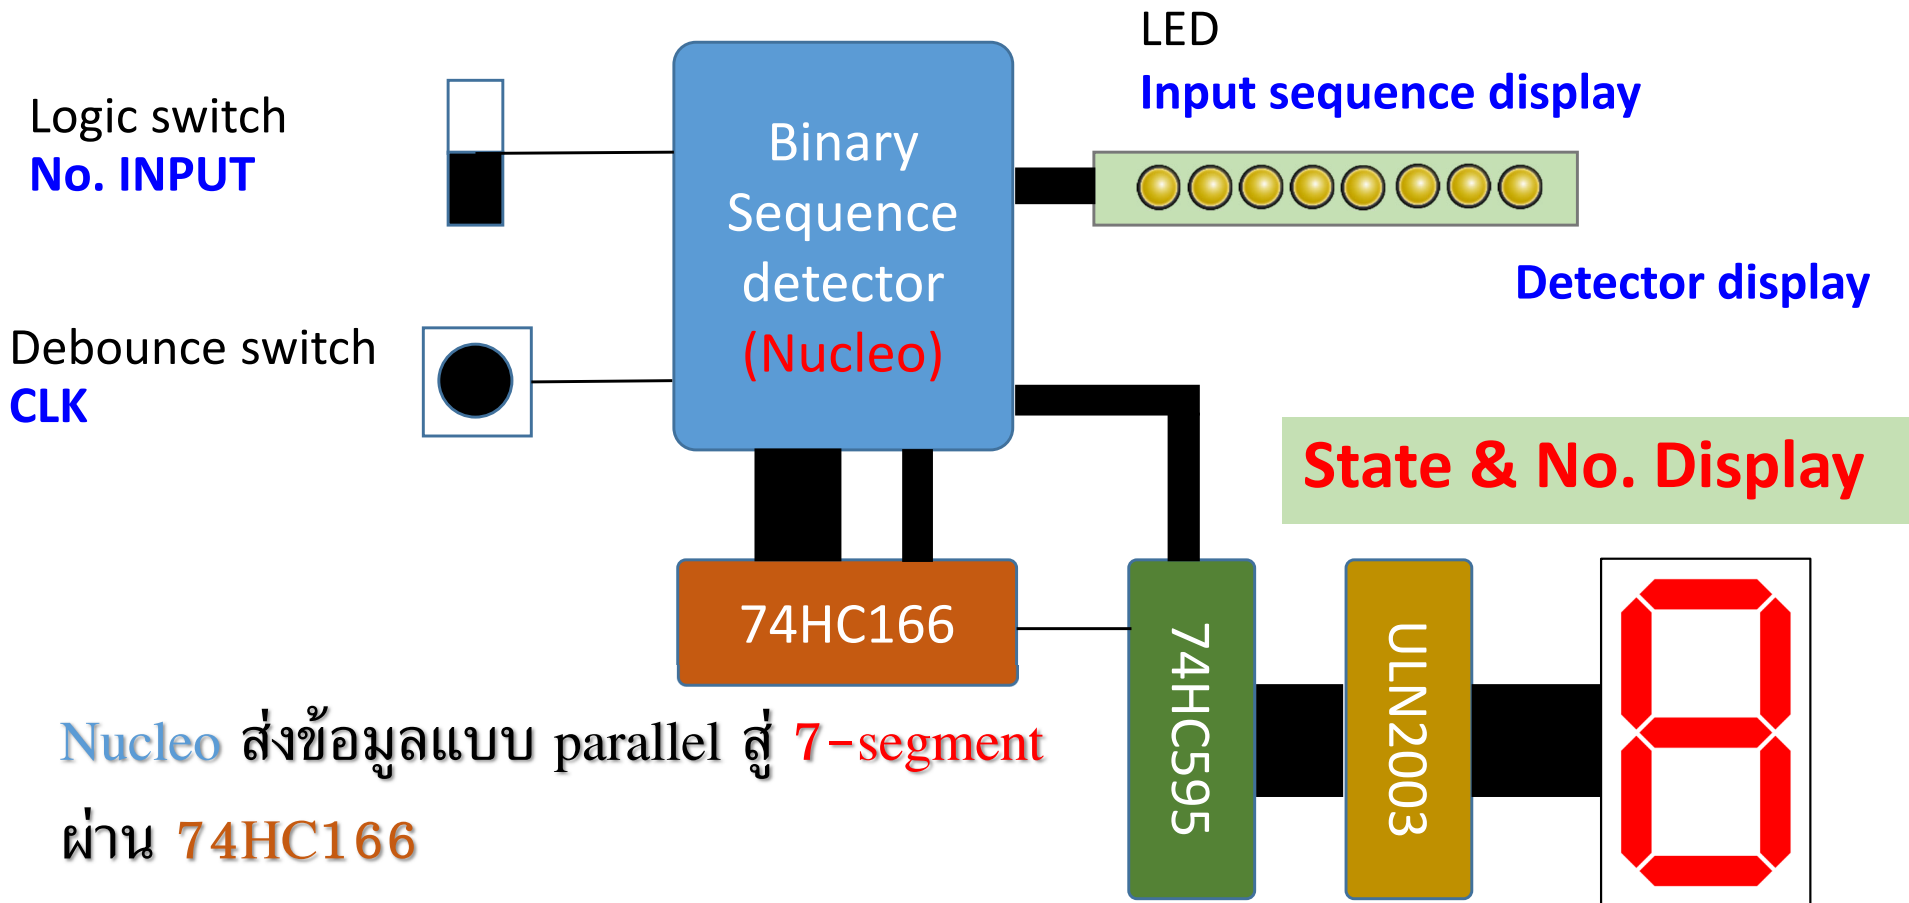 LED
Input sequence display
Logic switch
No. INPUT
Binary
Sequence
detector
(Nucleo)
Detector display
Debounce switch
CLK
State & No. Display
74HC166
74HC595
ULN2003
Nucleo ส่งข้อมูลแบบ parallel สู่ 7-segment
ผ่าน 74HC166